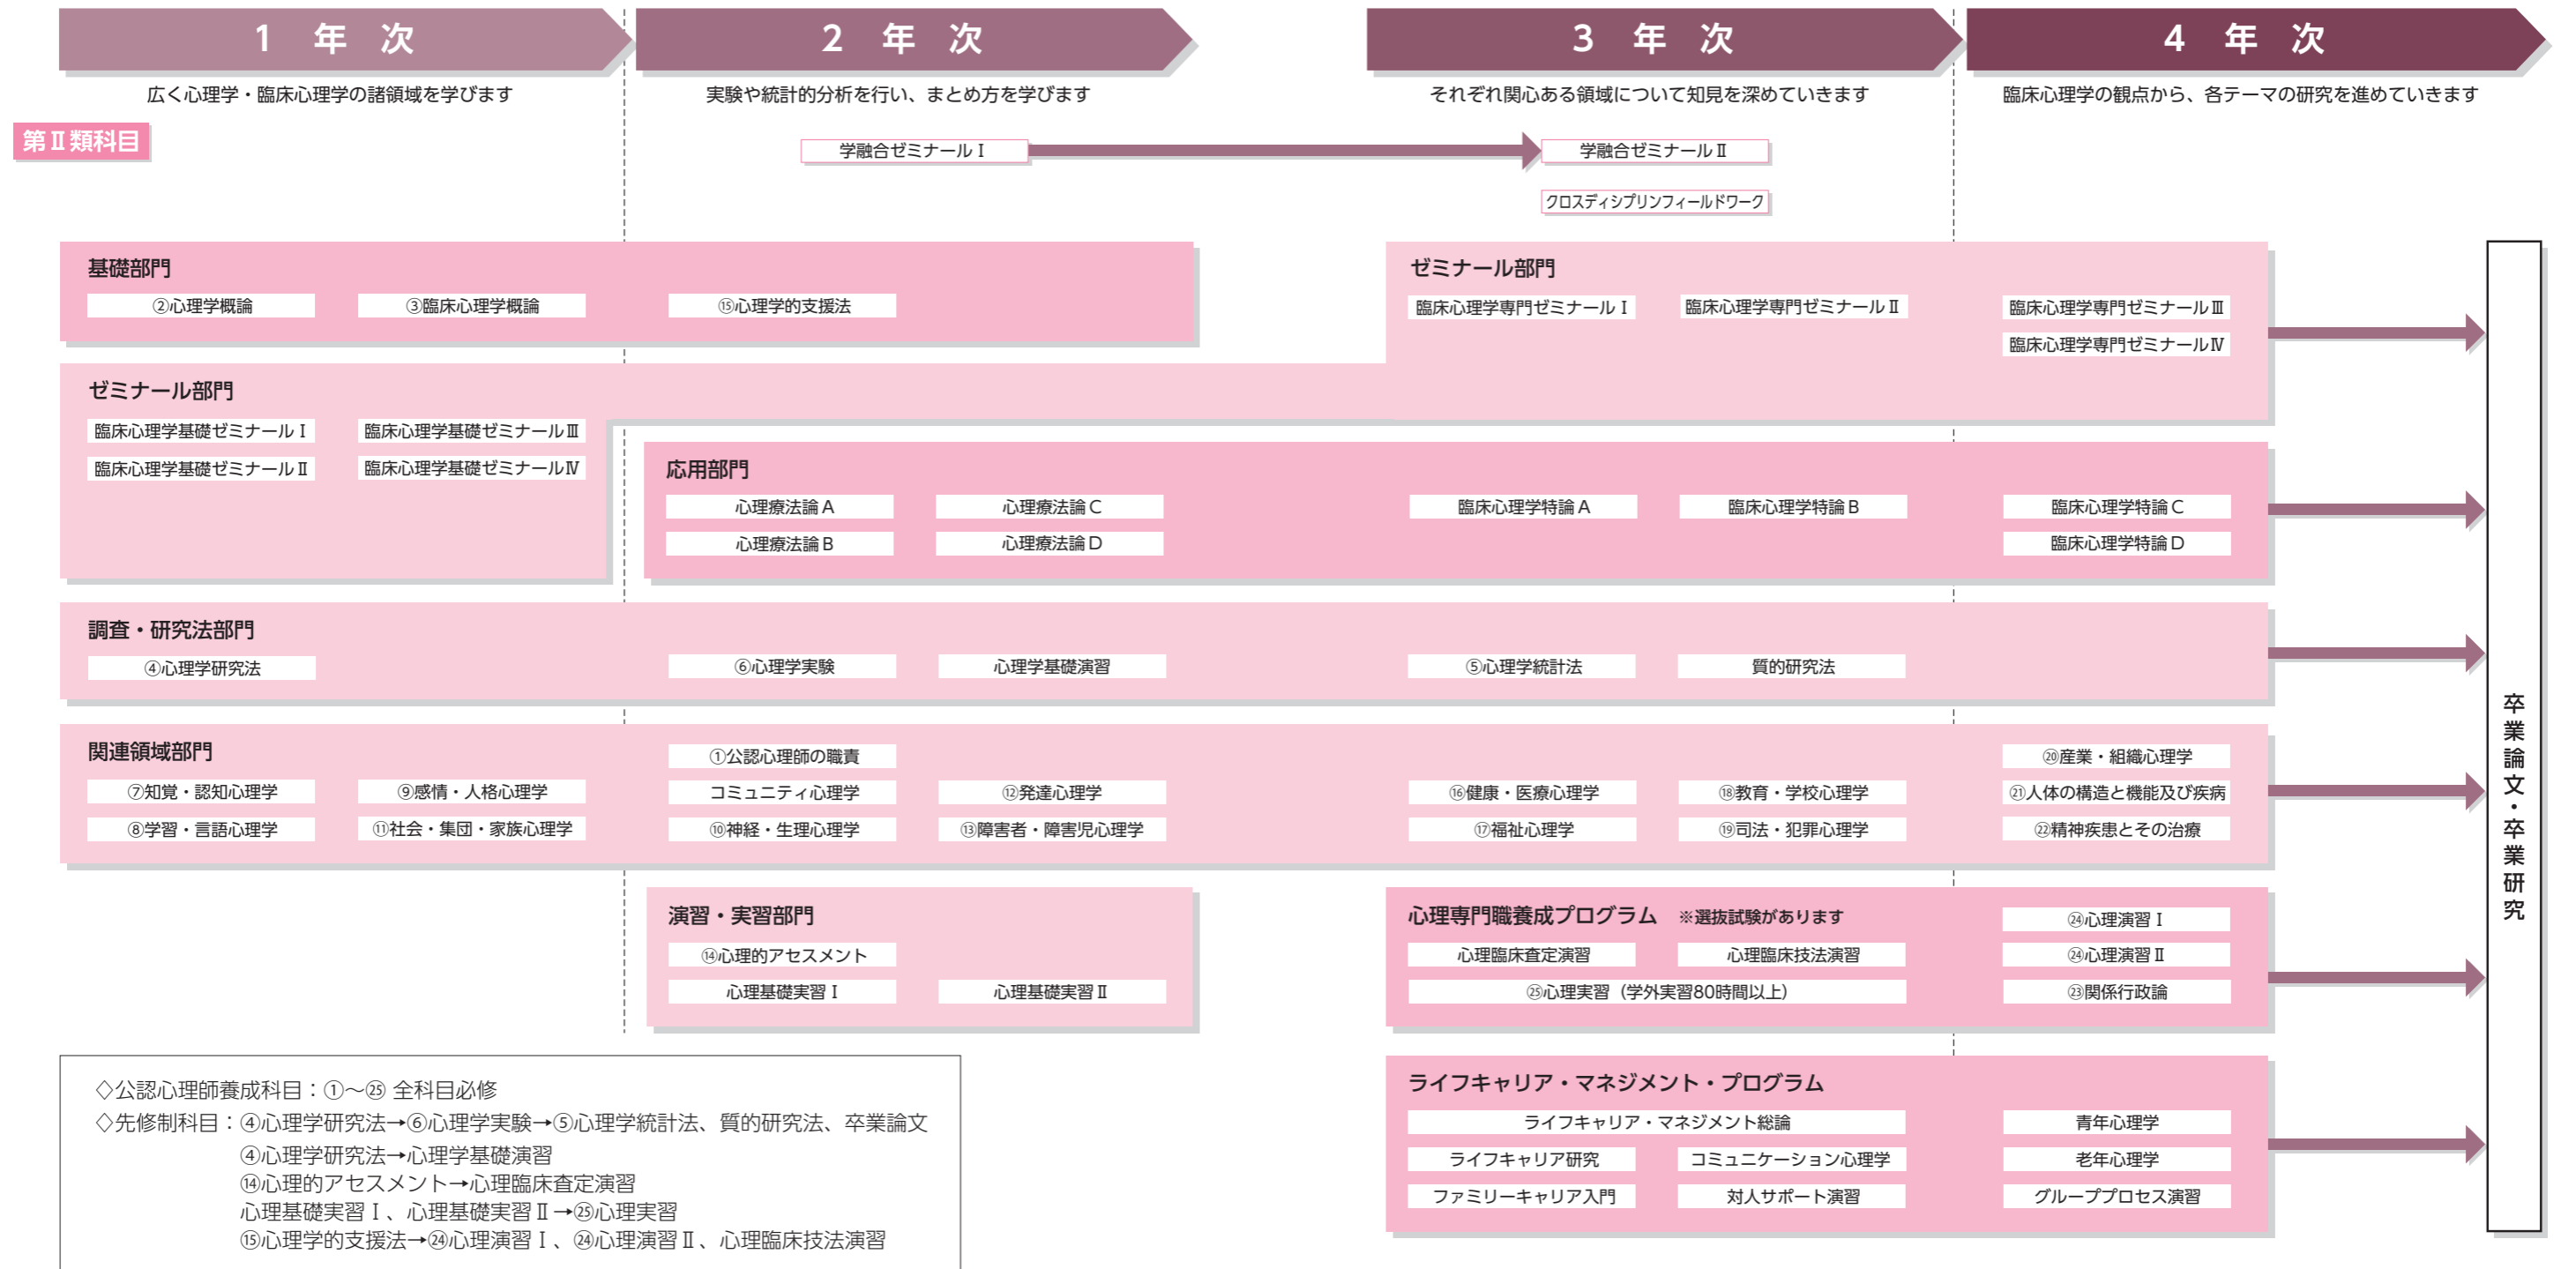 1 年 次
2 年 次
3 年 次
4 年 次
広く心理学・臨床心理学の諸領域を学びます
実験や統計的分析を行い、まとめ方を学びます
それぞれ関心ある領域について知見を深めていきます
臨床心理学の観点から、各テーマの研究を進めていきます
第Ⅱ類科目
学融合ゼミナールⅠ
学融合ゼミナールⅡ
クロスディシプリンフィールドワーク
基礎部門
②心理学概論
③臨床心理学概論
⑮心理学的支援法
ゼミナール部門
臨床心理学専門ゼミナールⅠ
臨床心理学専門ゼミナールⅡ
臨床心理学専門ゼミナールⅢ
臨床心理学専門ゼミナールⅣ
ゼミナール部門
臨床心理学基礎ゼミナールⅠ
臨床心理学基礎ゼミナールⅢ
臨床心理学基礎ゼミナールⅡ
臨床心理学基礎ゼミナールⅣ
応用部門
心理療法論A
心理療法論C
臨床心理学特論A
臨床心理学特論B
臨床心理学特論C
心理療法論B
心理療法論D
臨床心理学特論D
調査・研究法部門
④心理学研究法
⑥心理学実験
心理学基礎演習
⑤心理学統計法
質的研究法
関連領域部門
①公認心理師の職責
⑳産業・組織心理学
⑦知覚・認知心理学
⑨感情・人格心理学
コミュニティ心理学
⑫発達心理学
⑯健康・医療心理学
⑱教育・学校心理学
㉑人体の構造と機能及び疾病
⑧学習・言語心理学
⑪社会・集団・家族心理学
⑩神経・生理心理学
⑬障害者・障害児心理学
⑰福祉心理学
⑲司法・犯罪心理学
㉒精神疾患とその治療
演習・実習部門
⑭心理的アセスメント
心理基礎実習Ⅰ
心理基礎実習Ⅱ
心理専門職養成プログラム ※選抜試験があります
㉔心理演習Ⅰ
心理臨床査定演習
心理臨床技法演習
㉔心理演習Ⅱ
㉕心理実習（学外実習80時間以上）
㉓関係行政論
ライフキャリア・マネジメント・プログラム
ライフキャリア・マネジメント総論
青年心理学
ライフキャリア研究
コミュニケーション心理学
老年心理学
ファミリーキャリア入門
対人サポート演習
グループプロセス演習
卒業論文・卒業研究
◇公認心理師養成科目：①～㉕ 全科目必修
◇先修制科目：④心理学研究法→⑥心理学実験→⑤心理学統計法、質的研究法、卒業論文
④心理学研究法→心理学基礎演習
⑭心理的アセスメント→心理臨床査定演習
心理基礎実習Ⅰ、心理基礎実習Ⅱ→㉕心理実習
⑮心理学的支援法→㉔心理演習Ⅰ、㉔心理演習Ⅱ、心理臨床技法演習